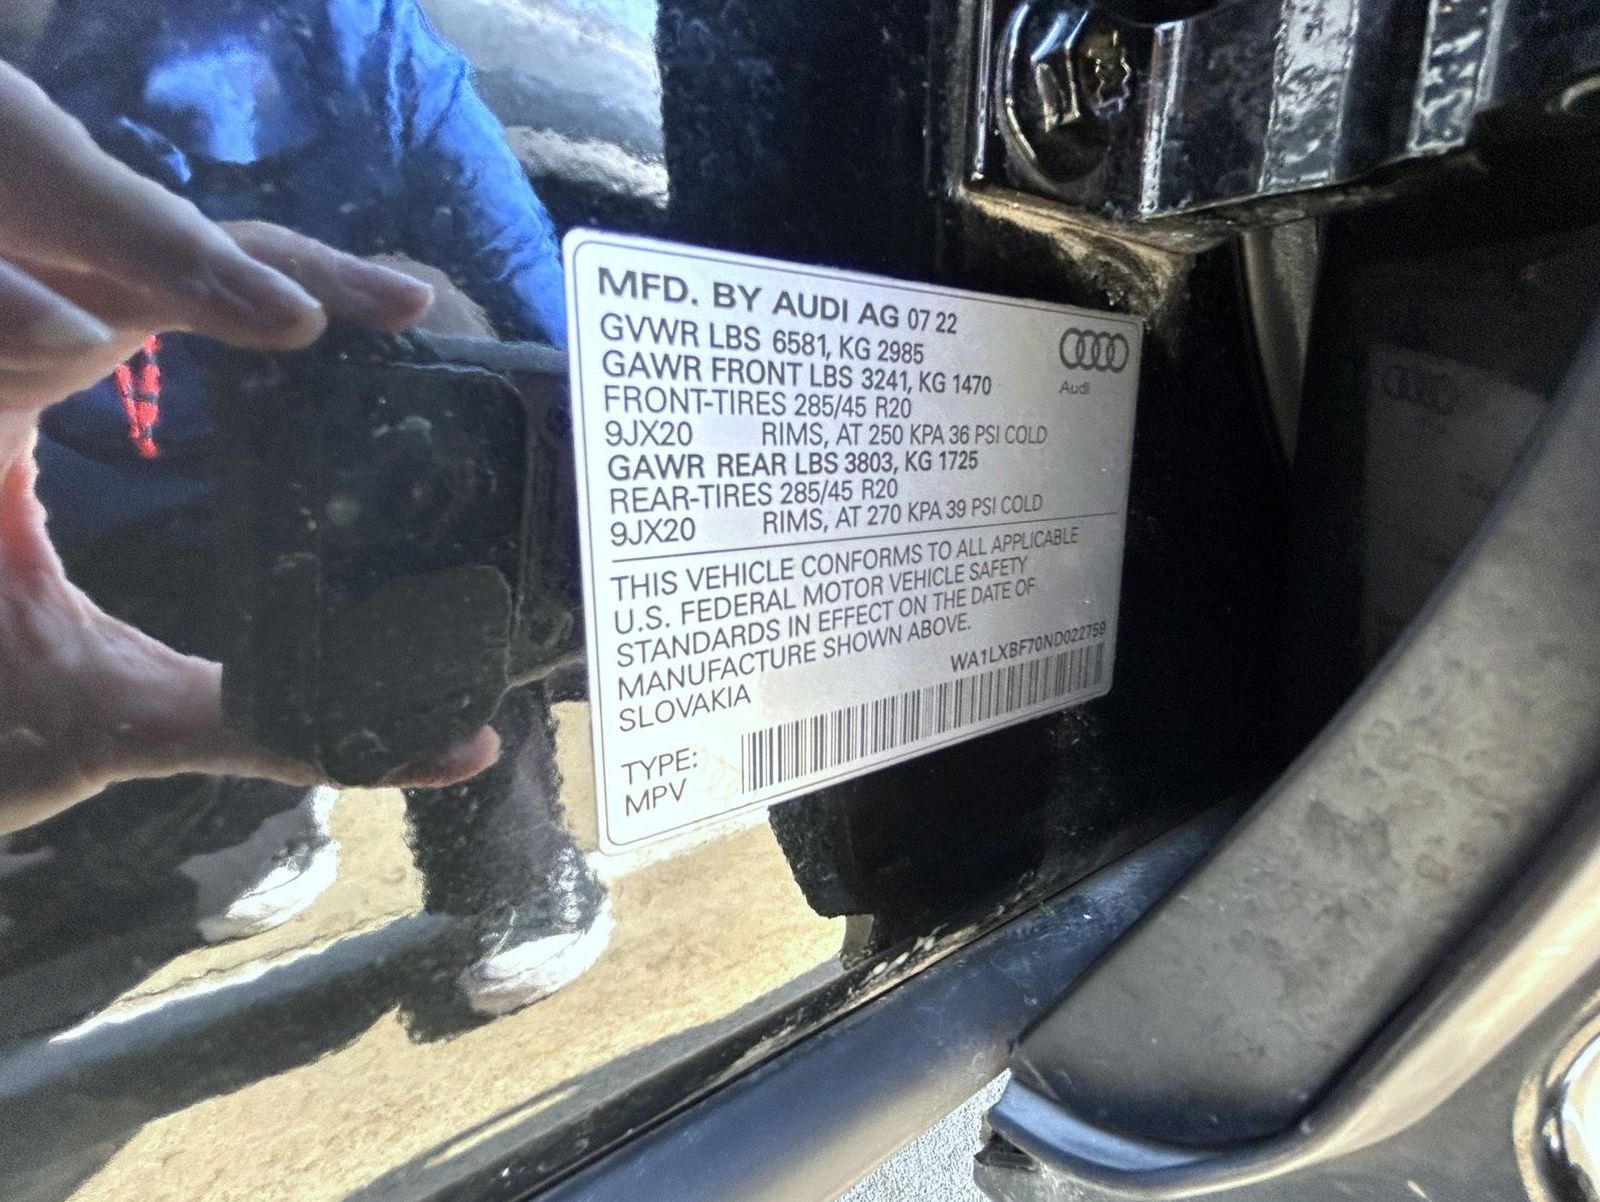 MFD. BY AUDI AG 07 22
GVWR LBS 6581, KG 2985
GAWR FRONT LBS 3241, KG 1470
FRONT-TIRES 285/45 R20
9JX20 RIMS, AT 250 KPA 36 PSI COLD
GAWR REAR LBS 3803, KG 1725
REAR-TIRES 285/45 R20
9JX20 RIMS, AT 270 KPA 39 PSI COLD
Audi
THIS VEHICLE CONFORMS TO ALL APPLICABLE
U.S. FEDERAL MOTOR VEHICLE SAFETY
STANDARDS IN EFFECT ON THE DATE OF
MANUFACTURE SHOWN ABOVE.
SLOVAKIA
WA1LXBF70ND022759
TYPE:
MPV